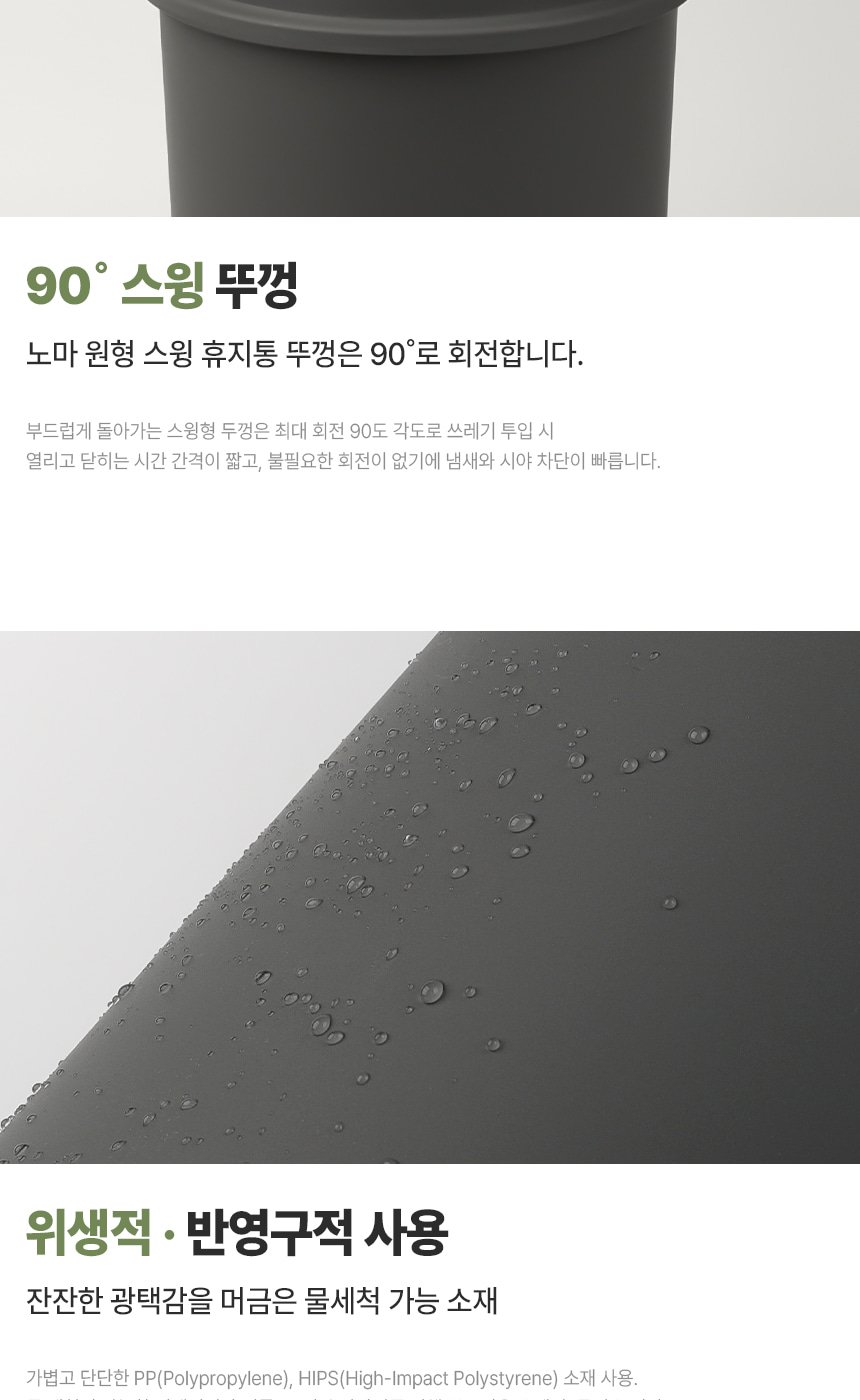 90˚ 스윙 뚜껑
노마 원형 스윙 휴지통 뚜껑은 90˚로 회전합니다.
부드럽게 돌아가는 스윙형 두껑은 최대 회전 90도 각도로 쓰레기 투입 시
열리고 닫히는 시간 간격이 짧고, 불필요한 회전이 없기에 냄새와 시야 차단이 빠릅니다.
위생적 · 반영구적 사용
잔잔한 광택감을 머금은 물세척 가능 소재
가볍고 단단한 PP(Polypropylene), HIPS(High-Impact Polystyrene) 소재 사용.